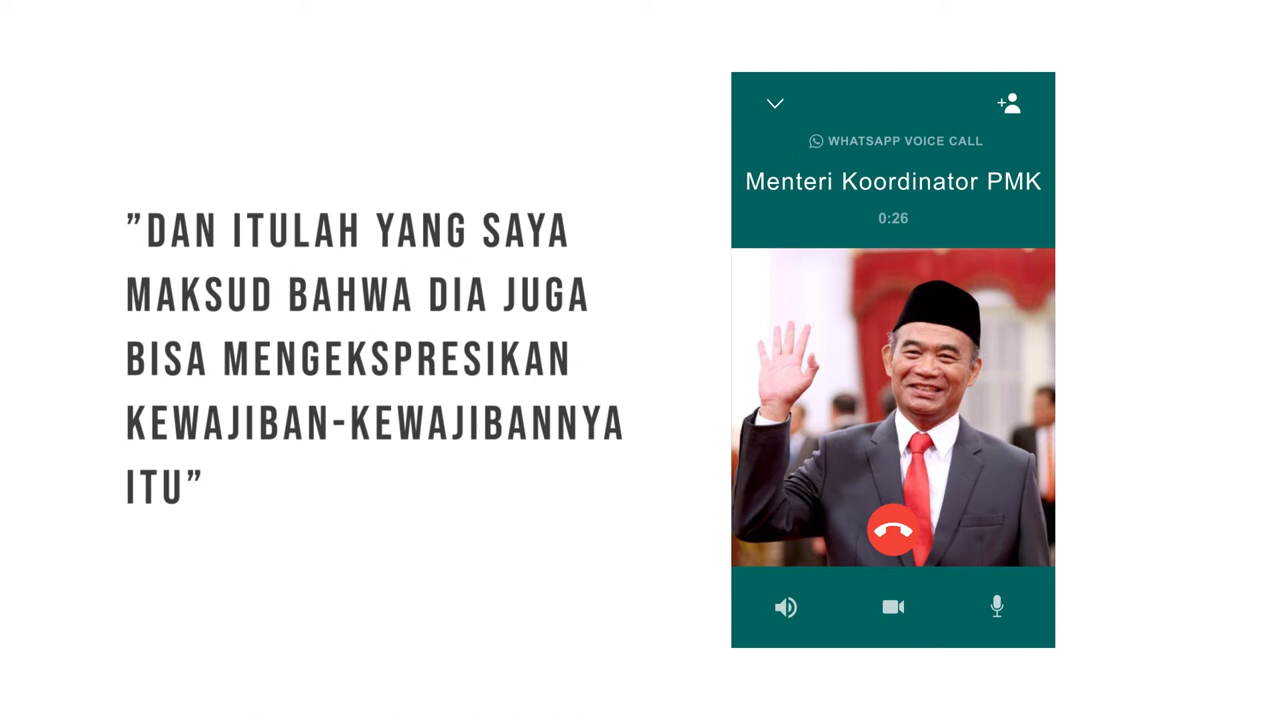 ”DAN ITULAH YANG SAYA
MAKSUD BAHWA DIA JUGA
BISA MENGEKSPRESIKAN
KEWAJIBAN-KEWAJIBANNYA
ITU”
WHATSAPP VOICE CALL
Menteri Koordinator PMK
0:26